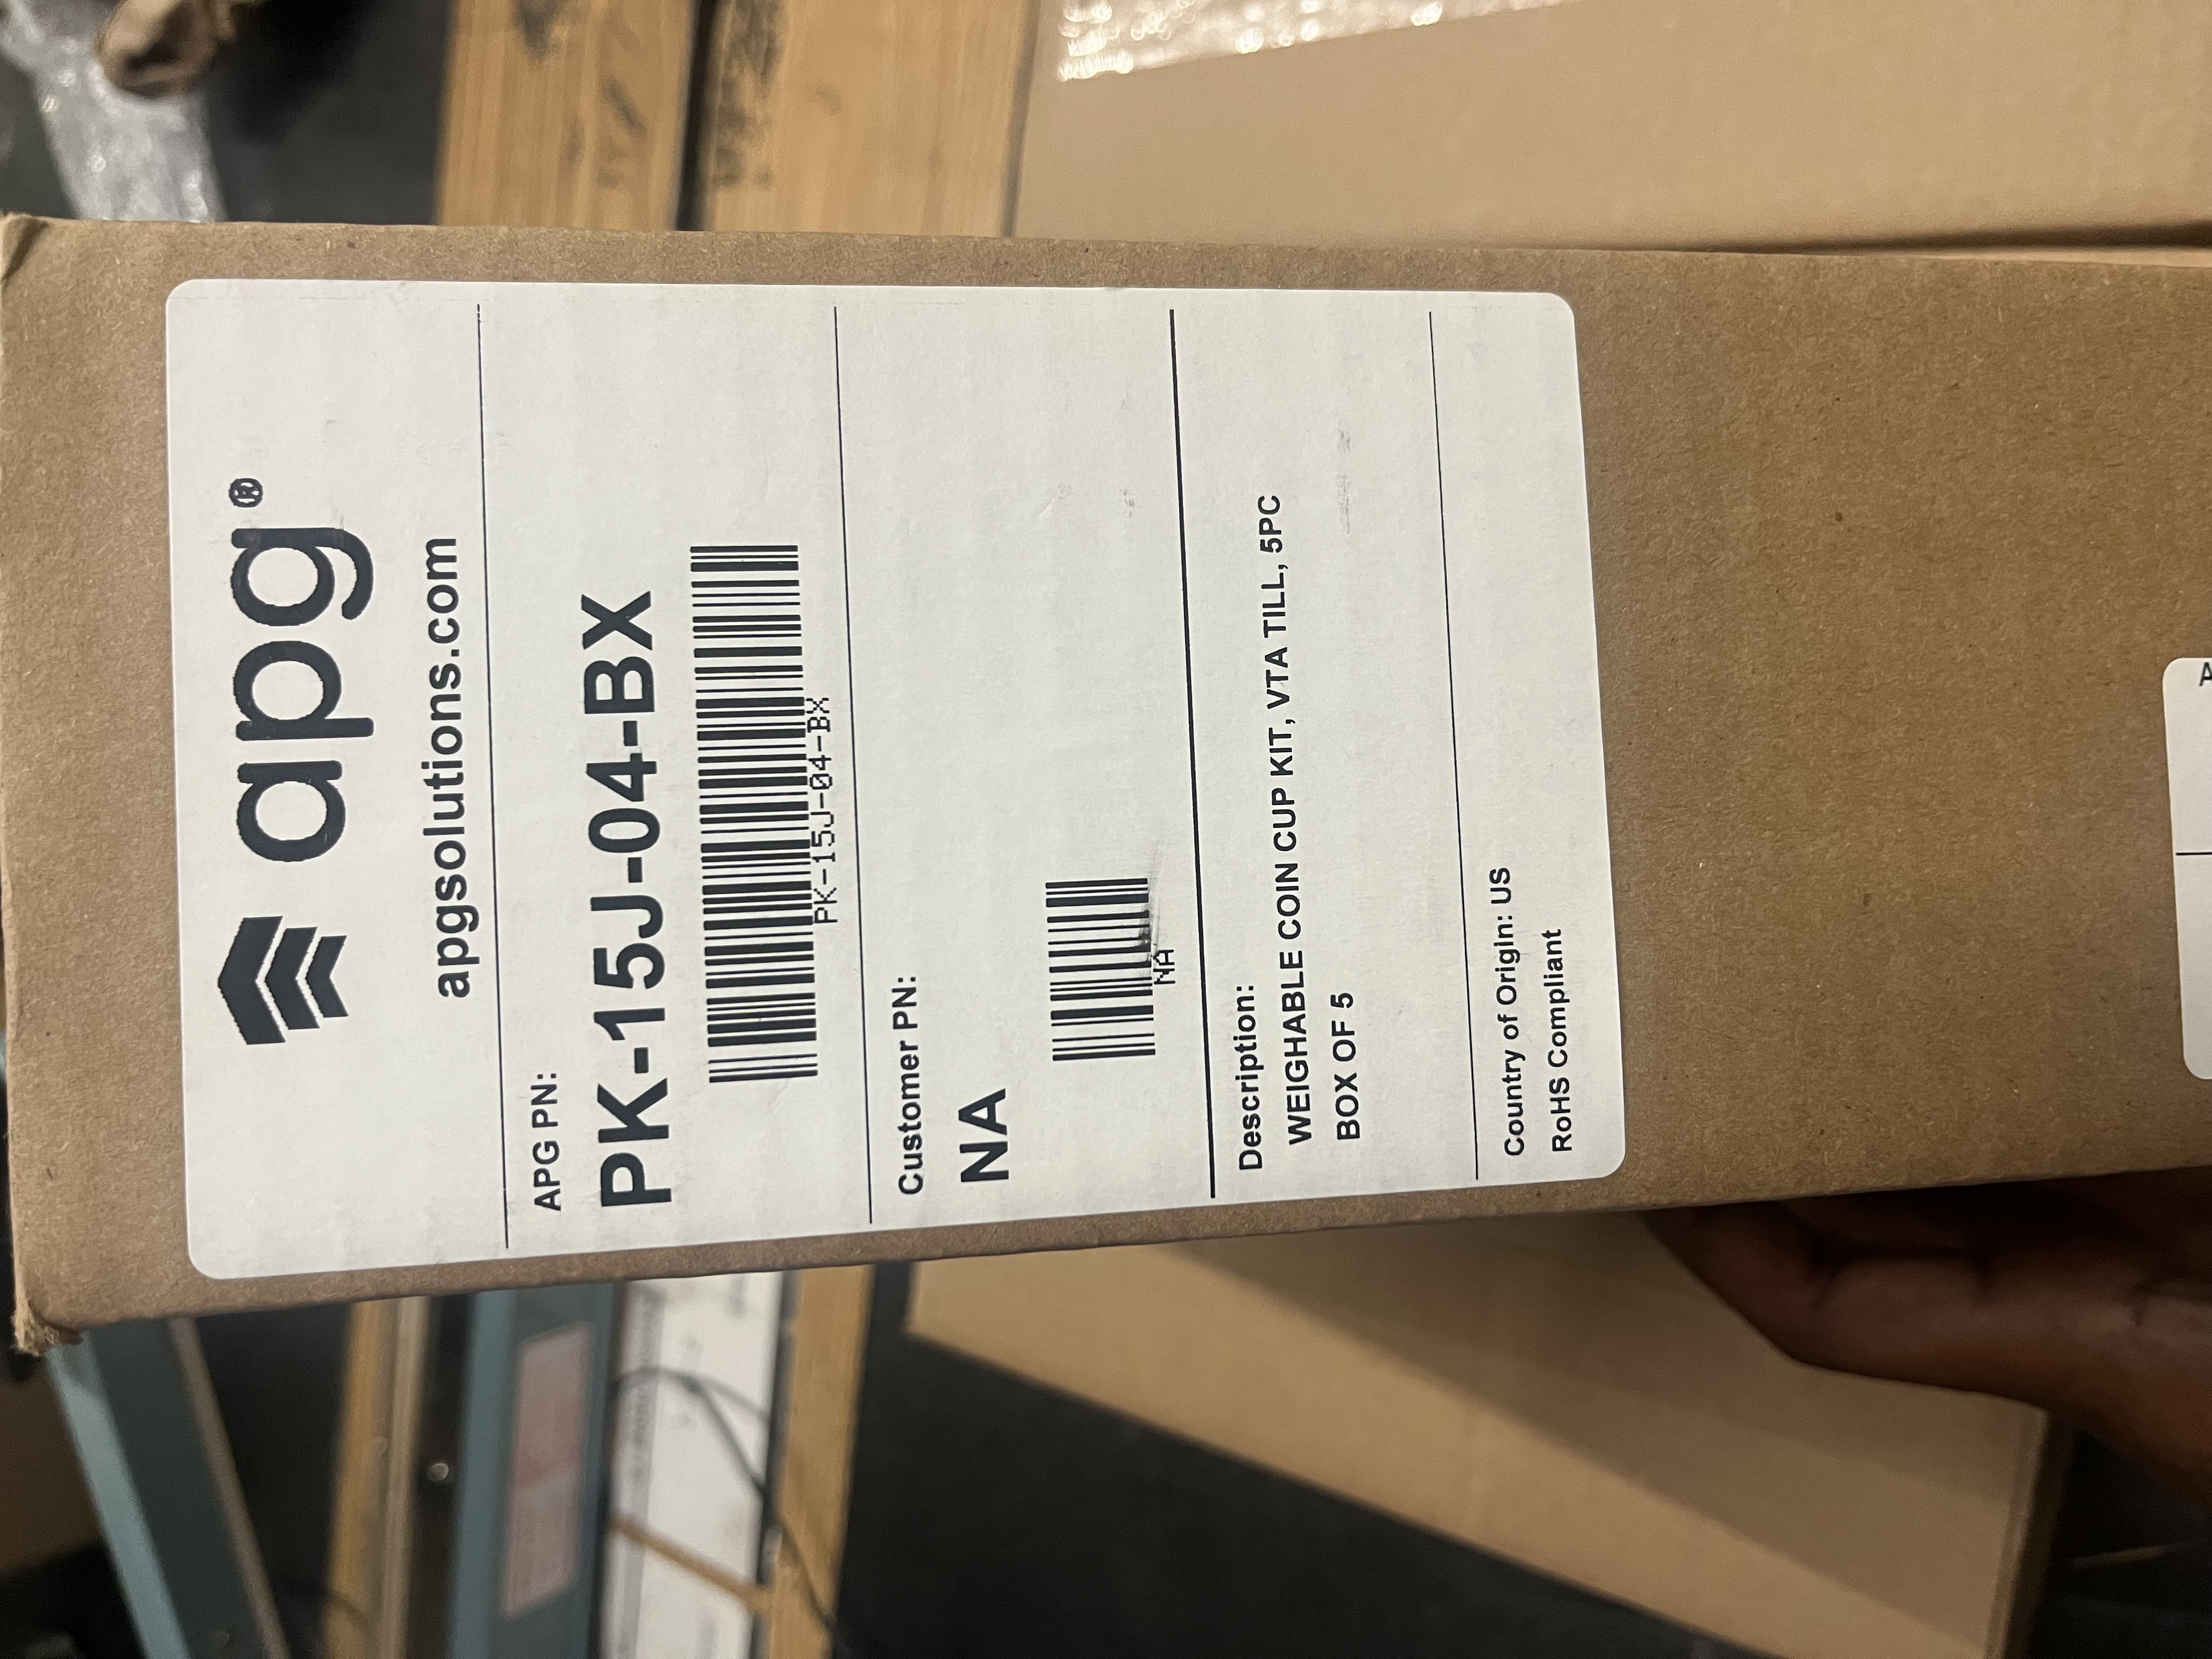 apg®
apgsolutions.com
APG PN:
PK-15J-04-BX
PK-15J-04-BX
Customer PN:
NA
NA
Description:
WEIGHABLE COIN CUP KIT, VTA TILL, 5PC
BOX OF 5
Country of Origin: US
RoHS Compliant